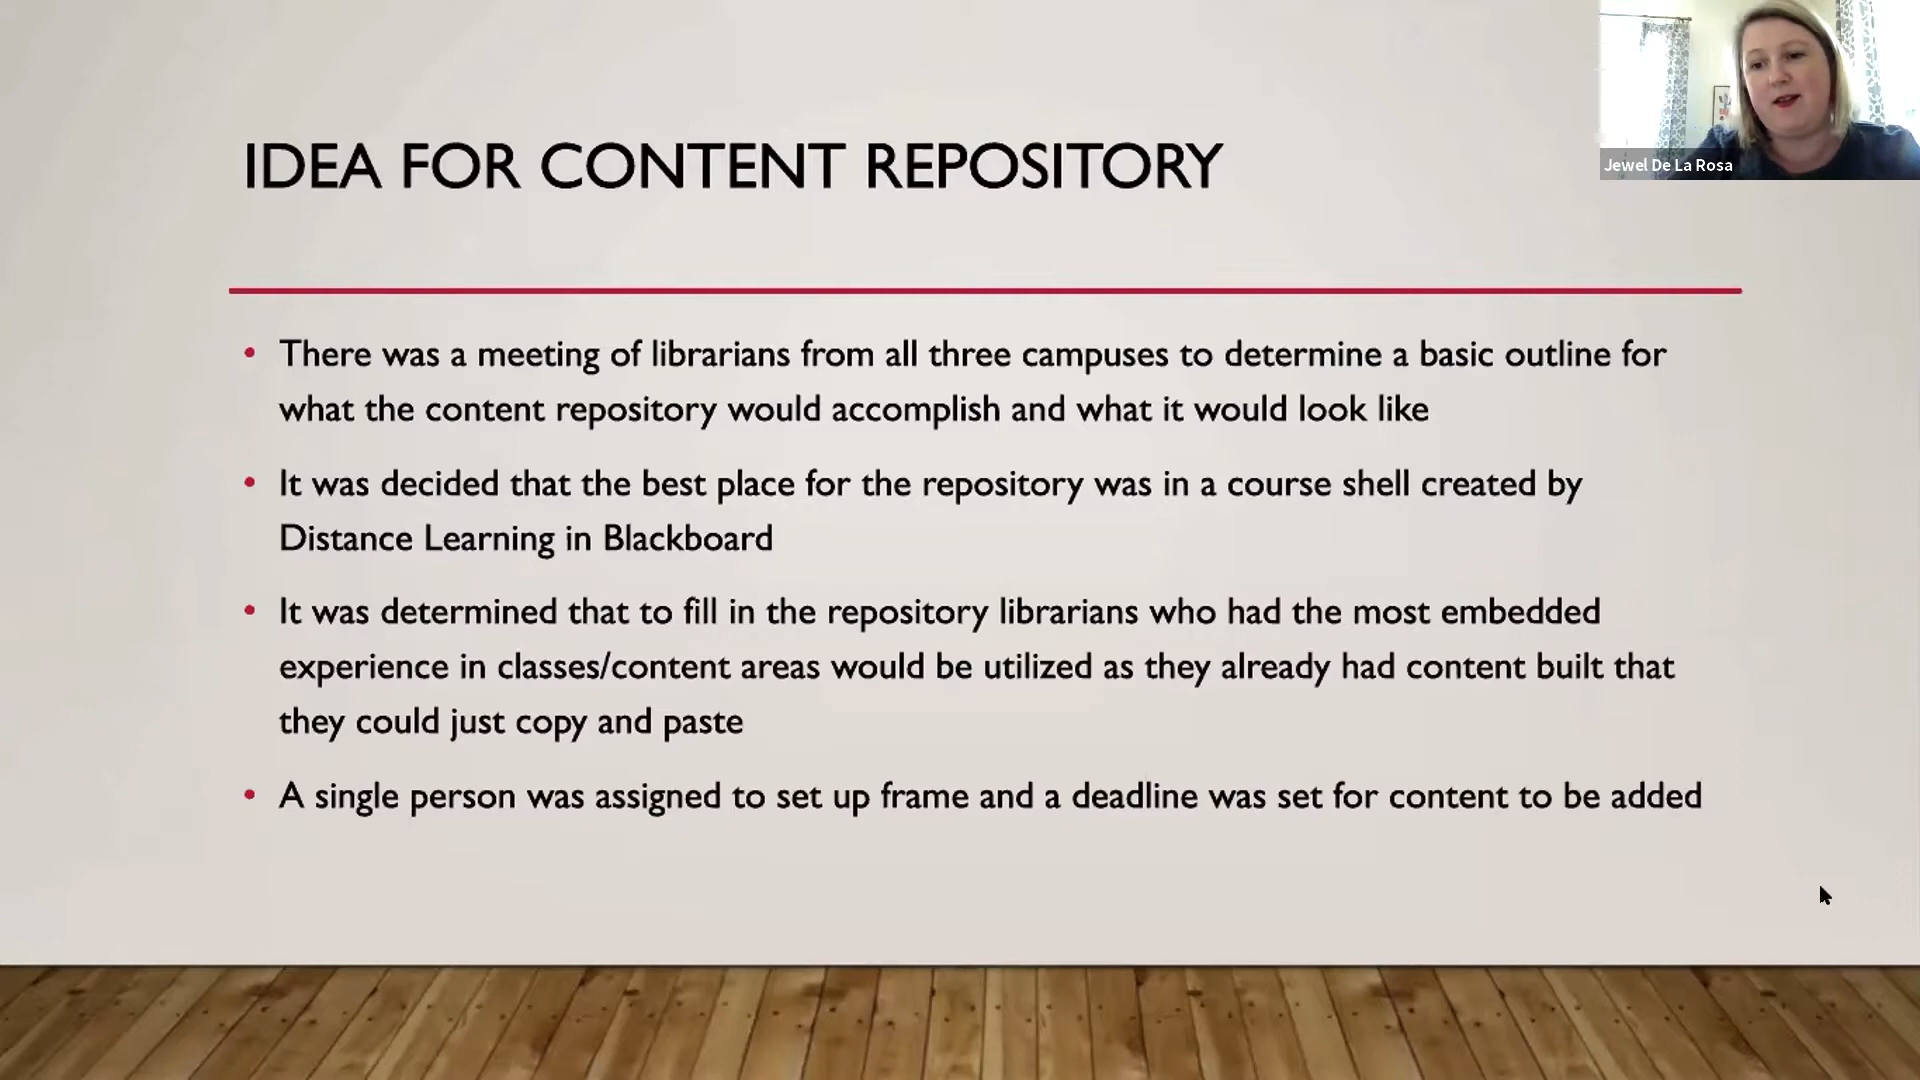 IDEA FOR CONTENT REPOSITORY
Jewel De La Rosa
• There was a meeting of librarians from all three campuses to determine a basic outline for
what the content repository would accomplish and what it would look like
• It was decided that the best place for the repository was in a course shell created by
Distance Learning in Blackboard
• It was determined that to fill in the repository librarians who had the most embedded
experience in classes/content areas would be utilized as they already had content built that
they could just copy and paste
• A single person was assigned to set up frame and a deadline was set for content to be added